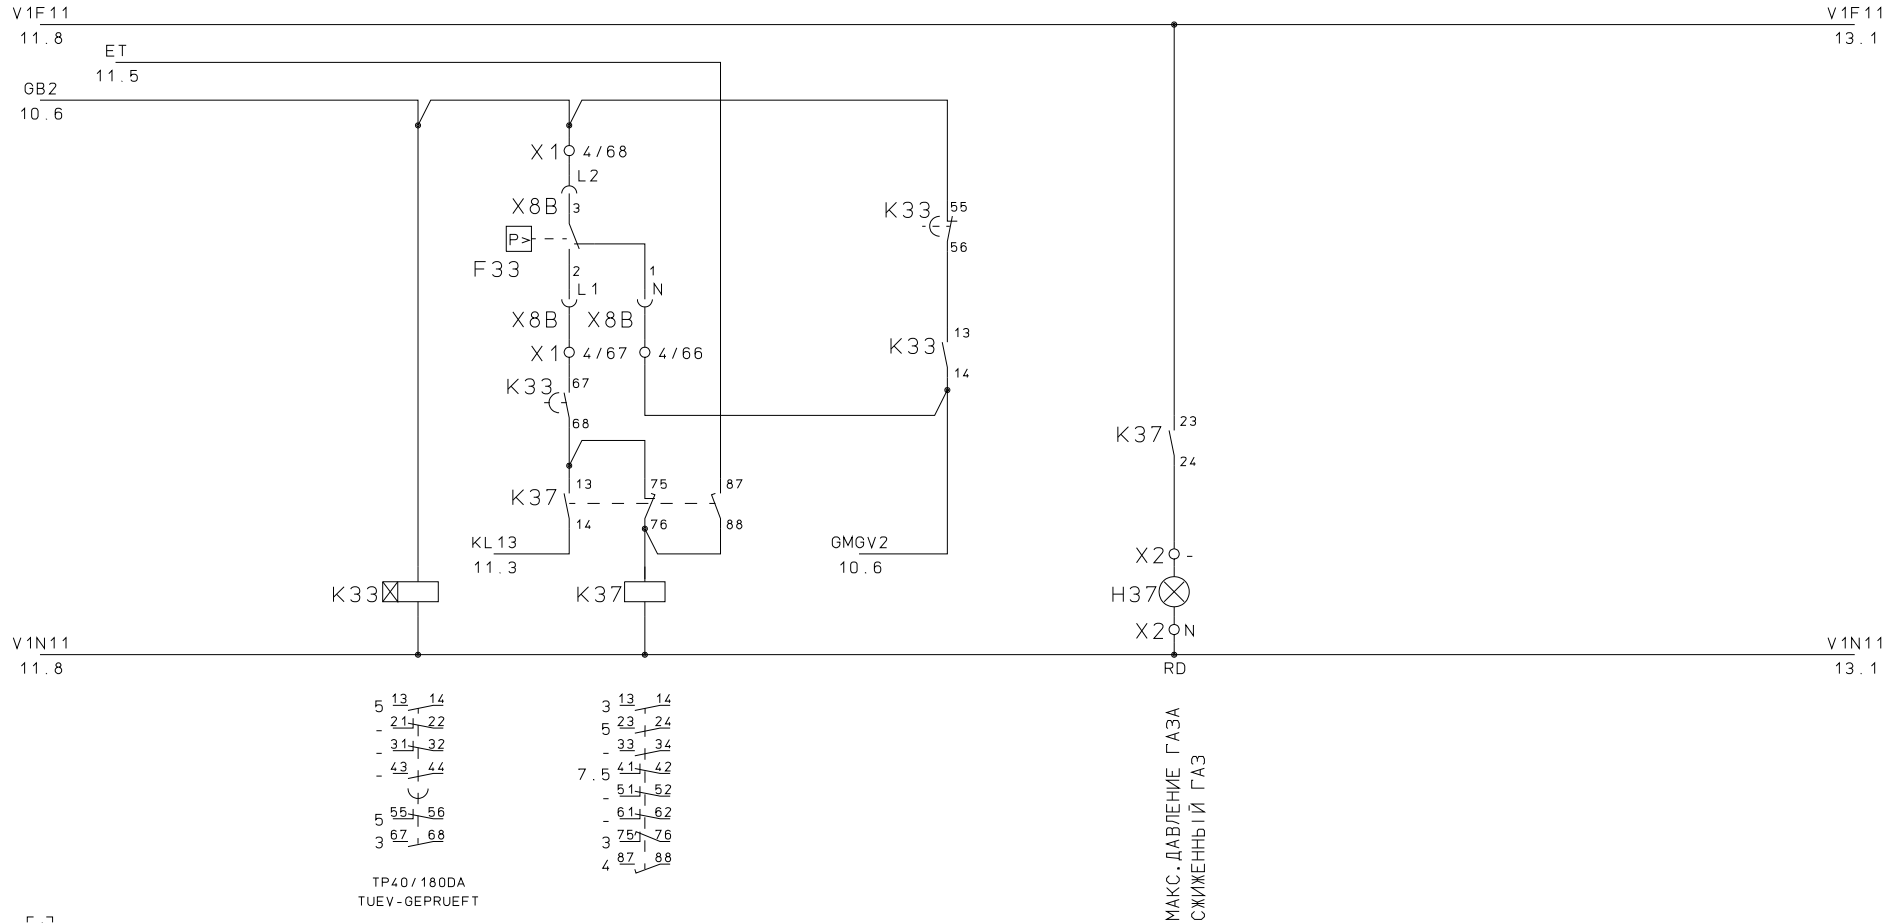 V1F11
V1F11
11.8
13.1
ET
11.5
GB2
10.6
X1 4/68
L2
X8B 3
K33 55
P>
56
F33
2
1
L1
N
X8B X8B
13
K33
X1 4/67 4/66
14
K33 67
68
23
K37
24
13 75 87
K37
14 76 88
KL13
11.3
GMGV2
10.6
X2 -
K33
K37
H37
X2 N
V1N11
V1N11
11.8
13.1
RD
5 13 14
- 21 22
- 31 32
- 43 44
5 55 56
3 67 68
TP40/180DA
TUEV-GEPRUEFT
3 13 14
5 23 24
- 33 34
7.5 41 42
- 51 52
- 61 62
3 75 76
4 87 88
МАКС.ДАВЛЕНИЕ ГАЗА
СЖИЖЕННЫЙ ГАЗ